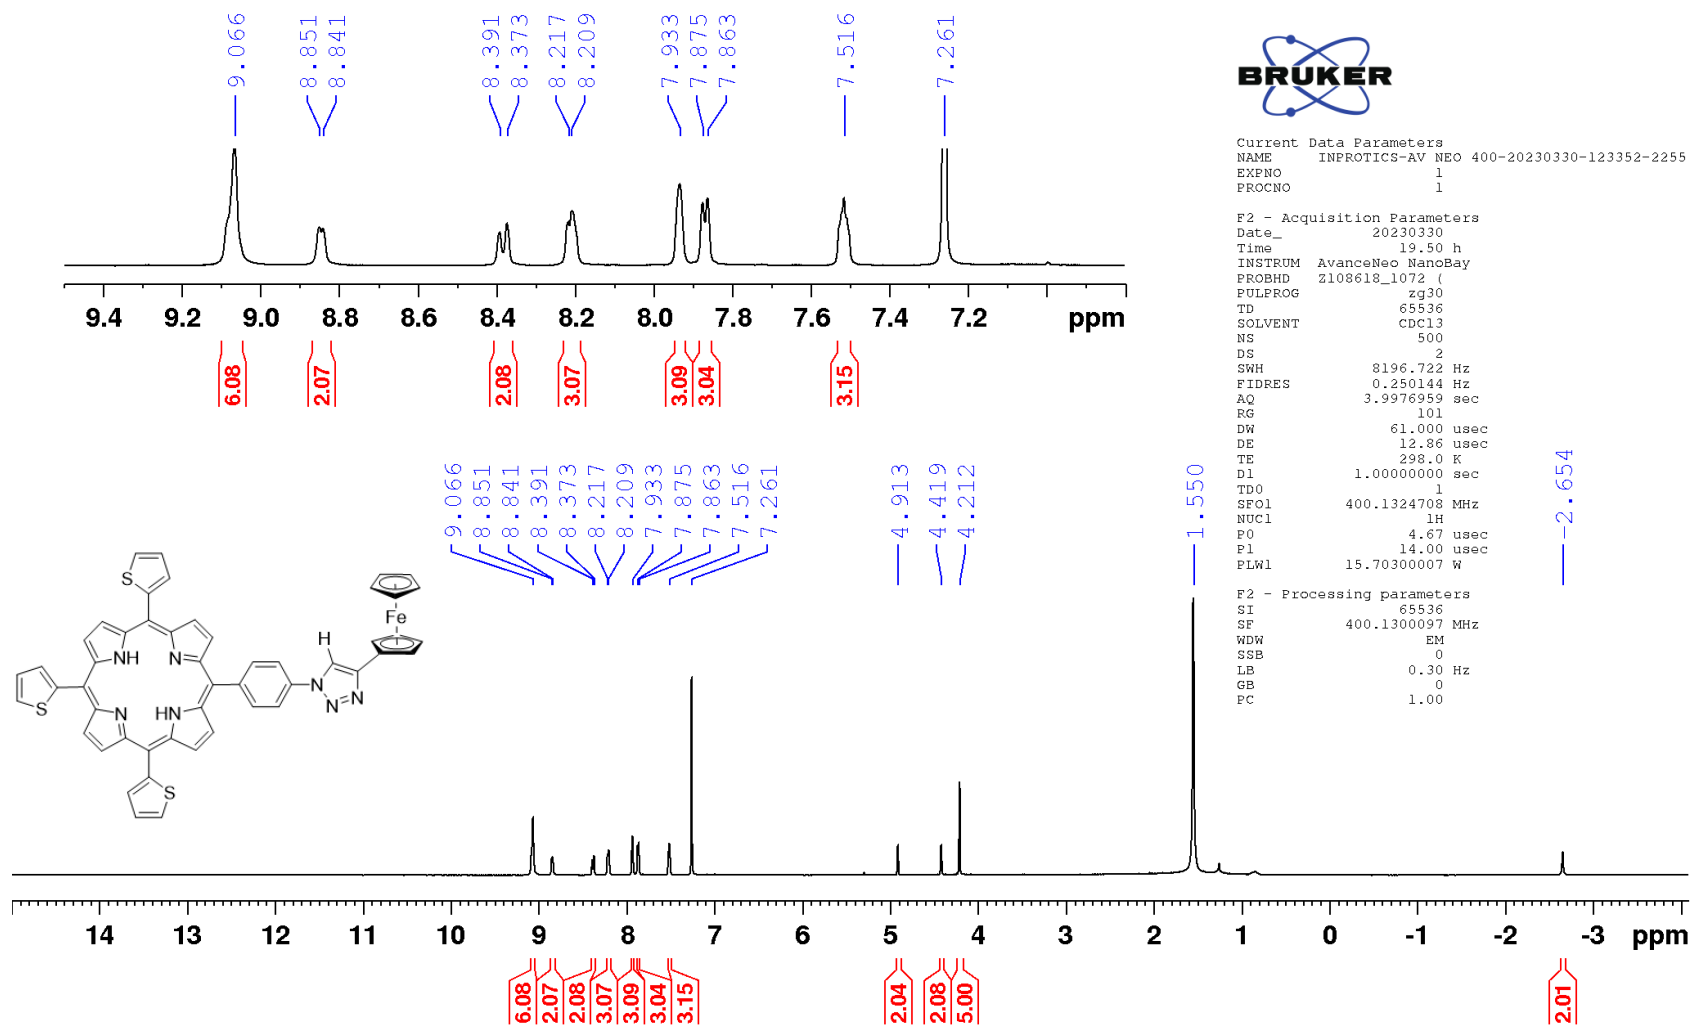 9.066
8.851
8.841
8.391
8.373
8.217
8.209
7.933
7.875
7.863
7.516
7.261
9.4 9.2 9.0 8.8 8.6 8.4 8.2 8.0 7.8 7.6 7.4 7.2 ppm
6.08
2.07
2.08
3.07
3.09
3.04
3.15
BRUKER
Current Data Parameters
NAME INPROTICS-AV NEO 400-20230330-123352-2255
EXPNO 1
PROCNO 1
F2 - Acquisition Parameters
Date_ 20230330
Time 19.50 h
INSTRUM AvanceNeo NanoBay
PROBHD Z108618_1072 (
PULPROG zg30
TD 65536
SOLVENT CDCl3
NS 500
DS 2
SWH 8196.722 Hz
FIDRES 0.250144 Hz
AQ 3.9976959 sec
RG 101
DW 61.000 usec
DE 12.86 usec
TE 298.0 K
D1 1.00000000 sec
TD0 1
SFO1 400.1324708 MHz
NUC1 1H
P0 4.67 usec
P1 14.00 usec
PLW1 15.70300007 W
F2 - Processing parameters
SI 65536
SF 400.1300097 MHz
WDW EM
SSB 0
LB 0.30 Hz
GB 0
PC 1.00
9.066
8.851
8.841
8.391
8.373
8.217
8.209
7.933
7.875
7.863
7.516
7.261
4.913
4.419
4.212
1.550
-2.654
S
Fe
H
NH
N
N
S
N
HN
N
N
S
14 13 12 11 10 9 8 7 6 5 4 3 2 1 0 -1 -2 -3 ppm
6.08
2.07
2.08
3.07
3.09
3.04
3.15
2.04
2.08
5.00
2.01